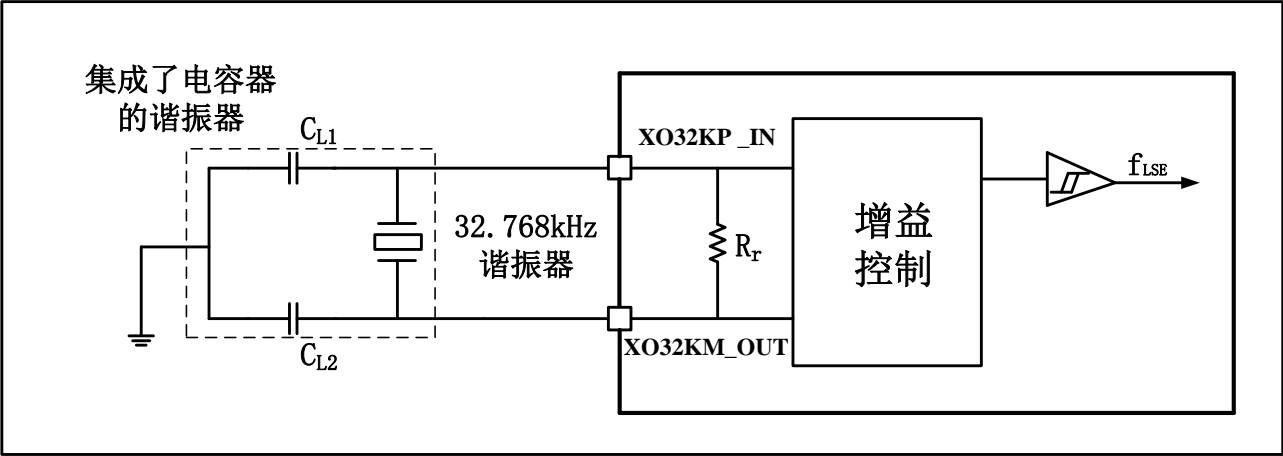 集成了电容器
的谐振器
CL1
XO32KP _IN
fLSE
32.768kHz
谐振器
Rr
增益
控制
XO32KM_OUT
CL2